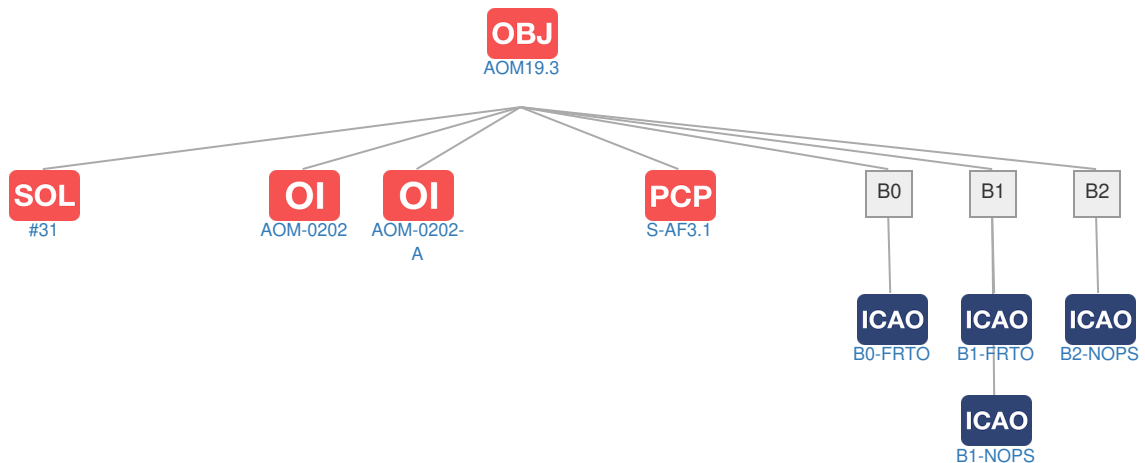 OBJ
AOM19.3
SOL
#31
OI
AOM-0202
OI
AOM-0202-
A
PCP
S-AF3.1
B0
B1
B2
ICAO
B0-FRTO
ICAO
B1-FRTO
ICAO
B2-NOPS
ICAO
B1-NOPS